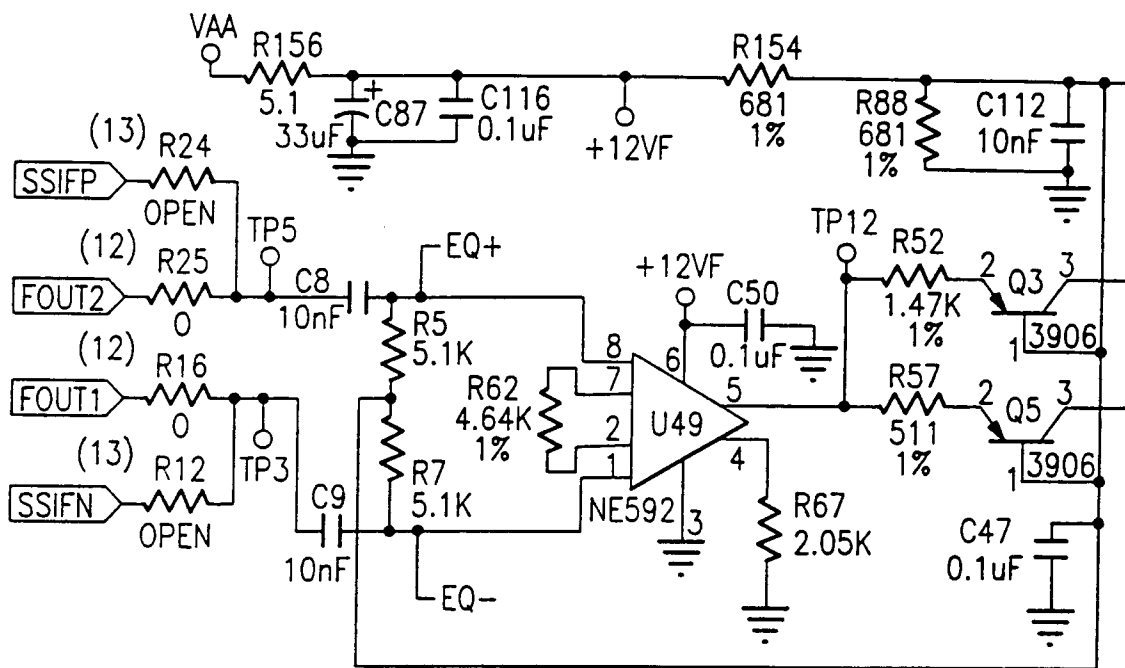 VAA
R156
5.1
+
C87
33uF
C116
0.1uF
+12VF
R154
681
1%
R88
681
1%
C112
10nF
(13)
SSIFP
R24
OPEN
(12)
FOUT2
R25
0
TP5
C8
10nF
EQ+
R5
5.1K
(12)
FOUT1
R16
0
TP3
(13)
SSIFN
R12
OPEN
C9
10nF
R7
5.1K
EQ-
R62
4.64K
1%
8
7
2
1
6
5
4
3
U49
NE592
+12VF
C50
0.1uF
R67
2.05K
TP12
R52
1.47K
1%
2
Q3
3
1
3906
R57
511
1%
2
Q5
3
1
3906
C47
0.1uF